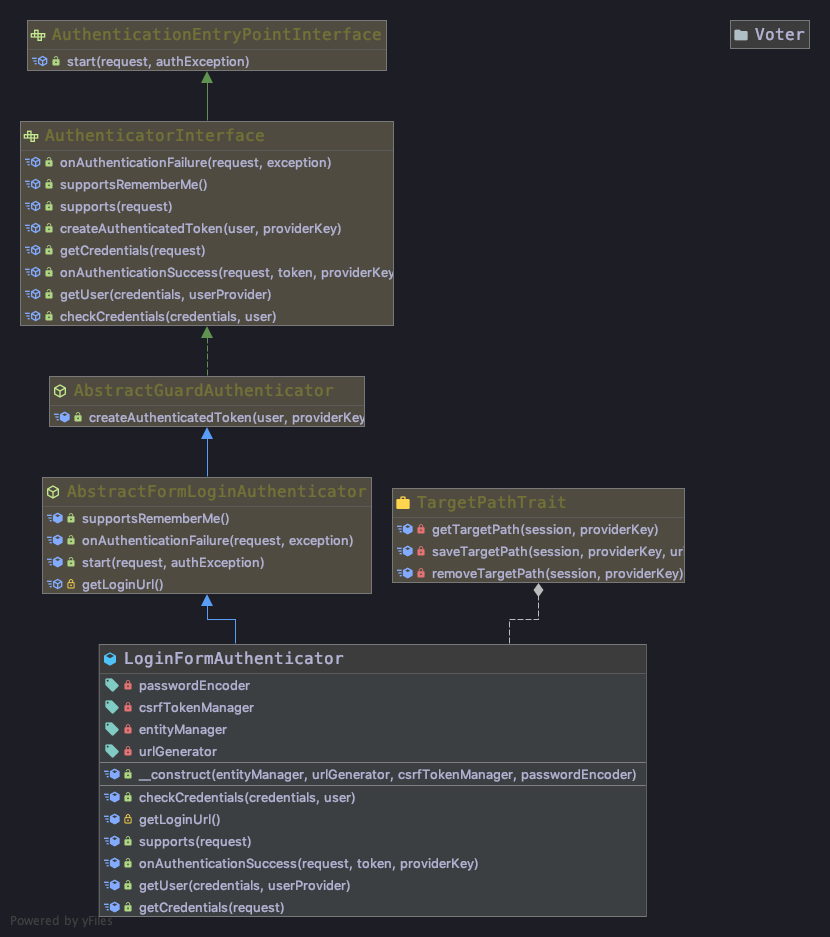 AuthenticationEntryPointInterface
start(request, authException)
Voter
AuthenticatorInterface
onAuthenticationFailure(request, exception)
supportsRememberMe()
supports(request)
createAuthenticatedToken(user, providerKey)
getCredentials(request)
onAuthenticationSuccess(request, token, providerKey
getUser(credentials, userProvider)
checkCredentials(credentials, user)
AbstractGuardAuthenticator
createAuthenticatedToken(user, providerKey
AbstractFormLoginAuthenticator
supportsRememberMe()
onAuthenticationFailure(request, exception)
start(request, authException)
getLoginUrl()
TargetPathTrait
getTargetPath(session, providerKey)
saveTargetPath(session, providerKey, ur
removeTargetPath(session, providerKey)
LoginFormAuthenticator
passwordEncoder
csrfTokenManager
entityManager
urlGenerator
__construct(entityManager, urlGenerator, csrfTokenManager, passwordEncoder)
checkCredentials(credentials, user)
getLoginUrl()
supports(request)
onAuthenticationSuccess(request, token, providerKey)
getUser(credentials, userProvider)
getCredentials(request)
Powered by yFiles